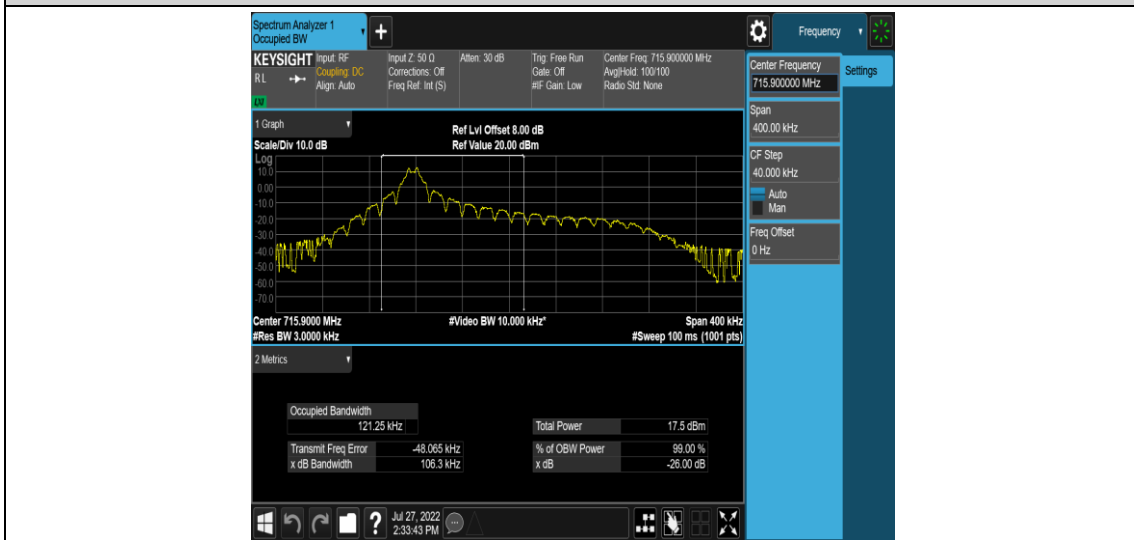 Spectrum Analyzer 1
Occupied BW
+
Frequency
KEYSIGHT
RL
LXI
Input: RF
Coupling: DC
Align: Auto
Input Z: 50 Ω
Corrections: Off
Freq Ref: Int (S)
Atten: 30 dB
Trig: Free Run
Gate: Off
#IF Gain: Low
Center Freq: 715.900000 MHz
Avg|Hold: 100/100
Radio Std: None
Center Frequency
715.900000 MHz
Settings
Span
400.00 kHz
CF Step
40.000 kHz
Auto
Man
Freq Offset
0 Hz
1 Graph
Scale/Div 10.0 dB
Ref Lvl Offset 8.00 dB
Ref Value 20.00 dBm
Log
10.0
0.00
-10.0
-20.0
-30.0
-40.0
-50.0
-60.0
-70.0
Center 715.9000 MHz
#Res BW 3.0000 kHz
#Video BW 10.000 kHz*
Span 400 kHz
#Sweep 100 ms (1001 pts)
2 Metrics
Occupied Bandwidth
121.25 kHz
Total Power 17.5 dBm
Transmit Freq Error -48.065 kHz
% of OBW Power 99.00 %
x dB Bandwidth 106.3 kHz
x dB -26.00 dB
?
Jul 27, 2022
2:33:43 PM